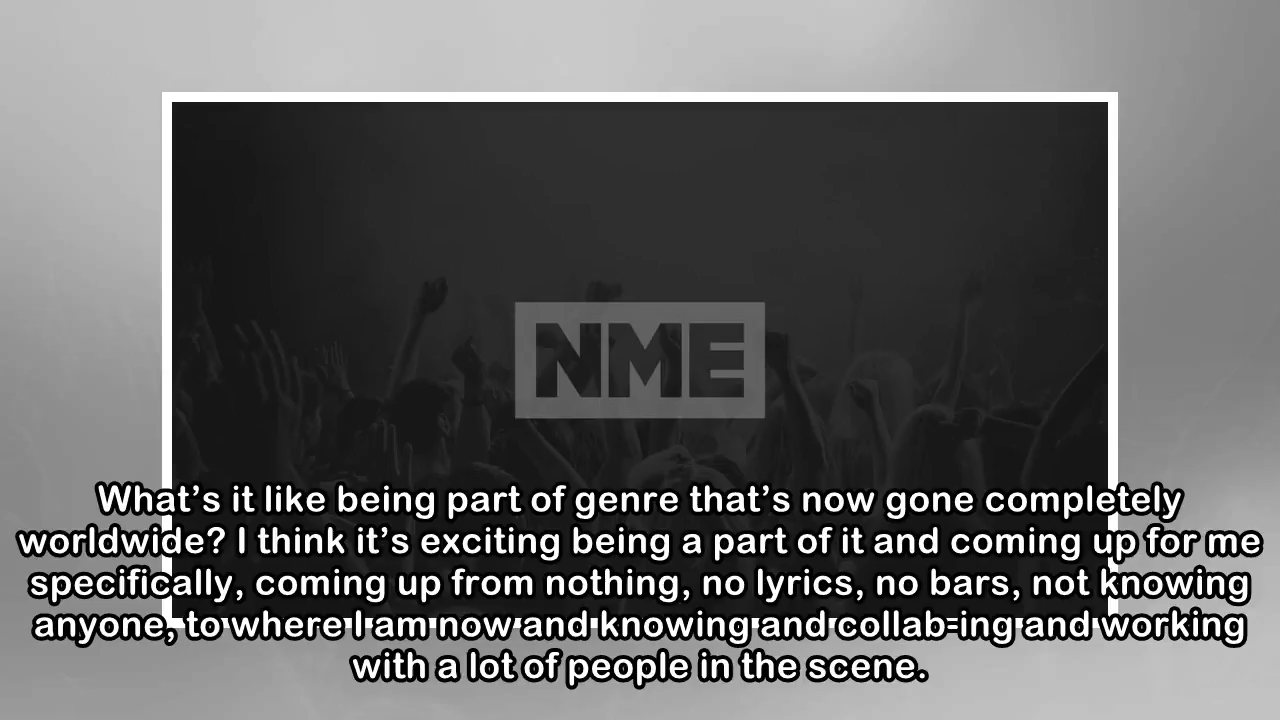 NME
What’s it like being part of genre that’s now gone completely
worldwide? I think it’s exciting being a part of it and coming up for me
specifically, coming up from nothing, no lyrics, no bars, not knowing
anyone, to where I am now and knowing and collab-ing and working
with a lot of people in the scene.